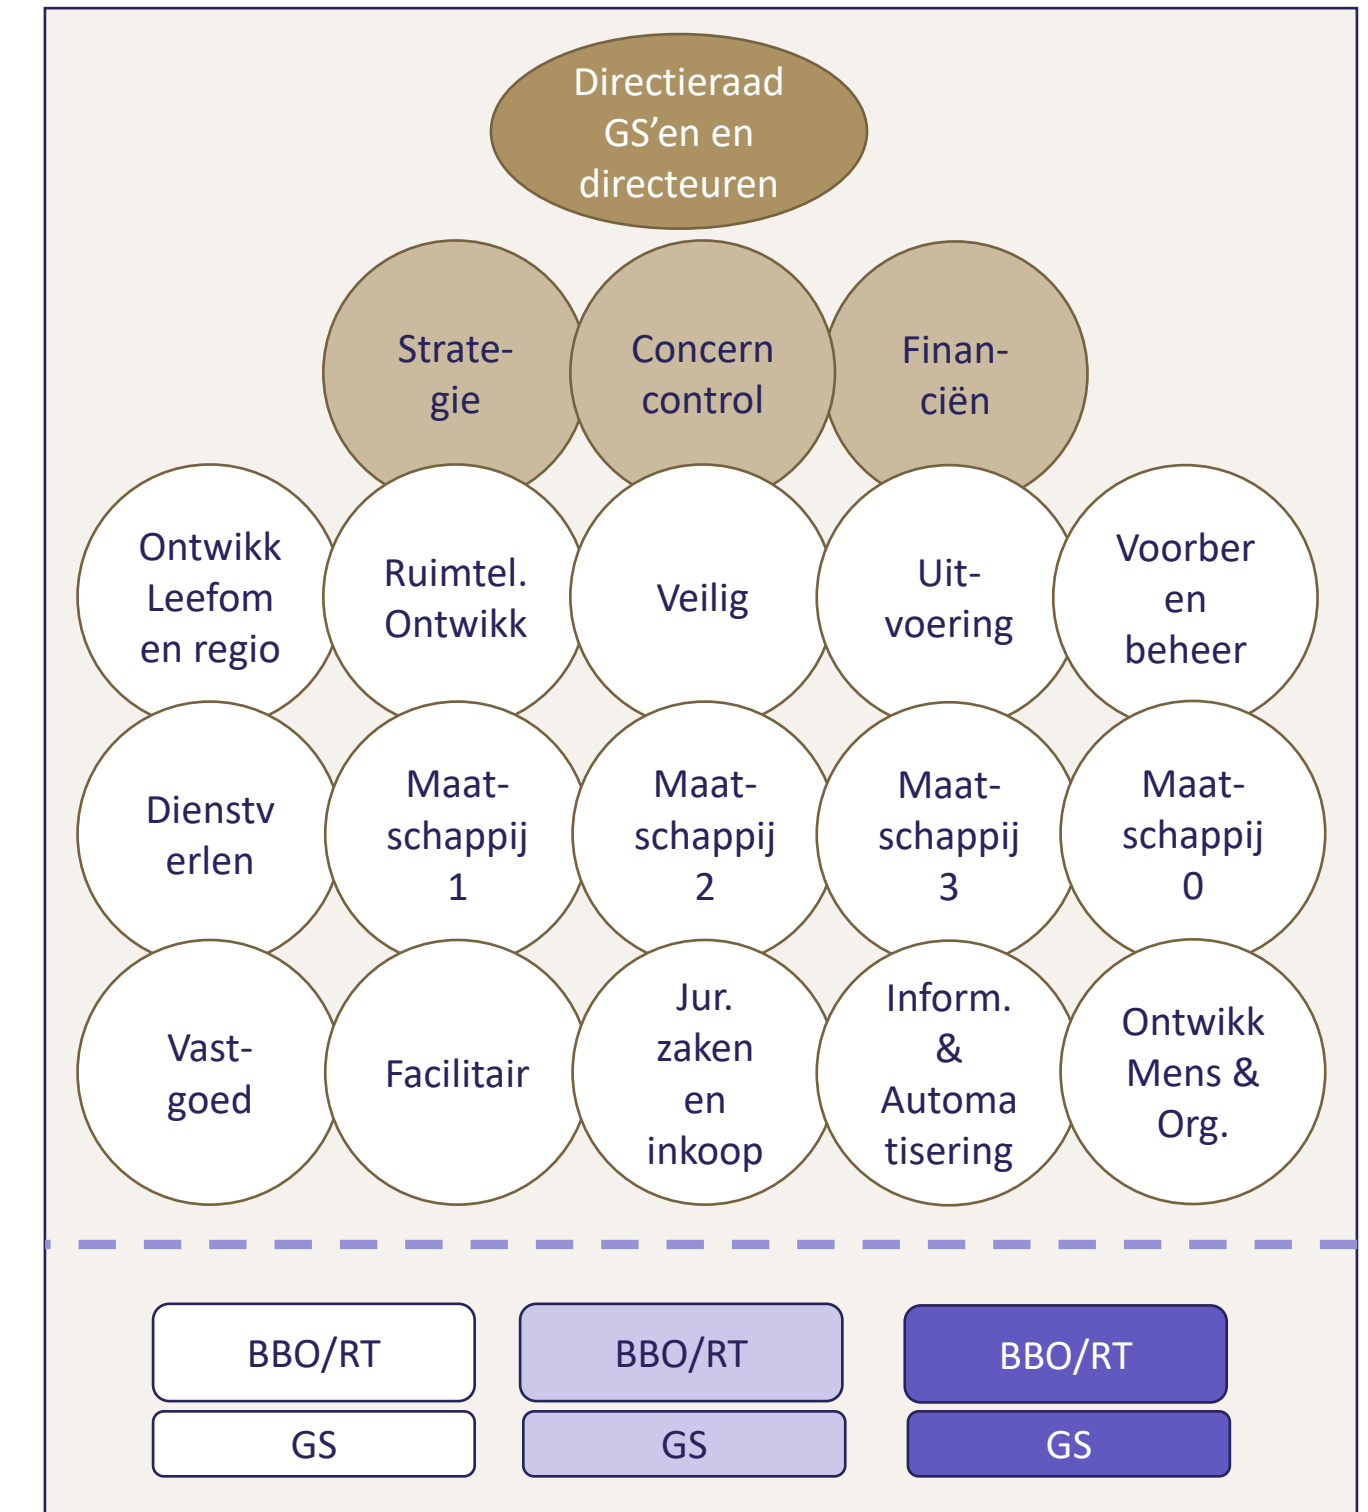 Directieraad
GS’en en
directeuren
Strate-
gie
Concern
control
Finan-
ciën
Ontwikk
Leefom
en regio
Ruimtel.
Ontwikk
Veilig
Uit-
voering
Voorber
en
beheer
Dienstv
erlen
Maat-
schappij
1
Maat-
schappij
2
Maat-
schappij
3
Maat-
schappij
0
Vast-
goed
Facilitair
Jur.
zaken
en
inkoop
Inform.
&
Automa
tisering
Ontwikk
Mens &
Org.
BBO/RT
GS
BBO/RT
GS
BBO/RT
GS